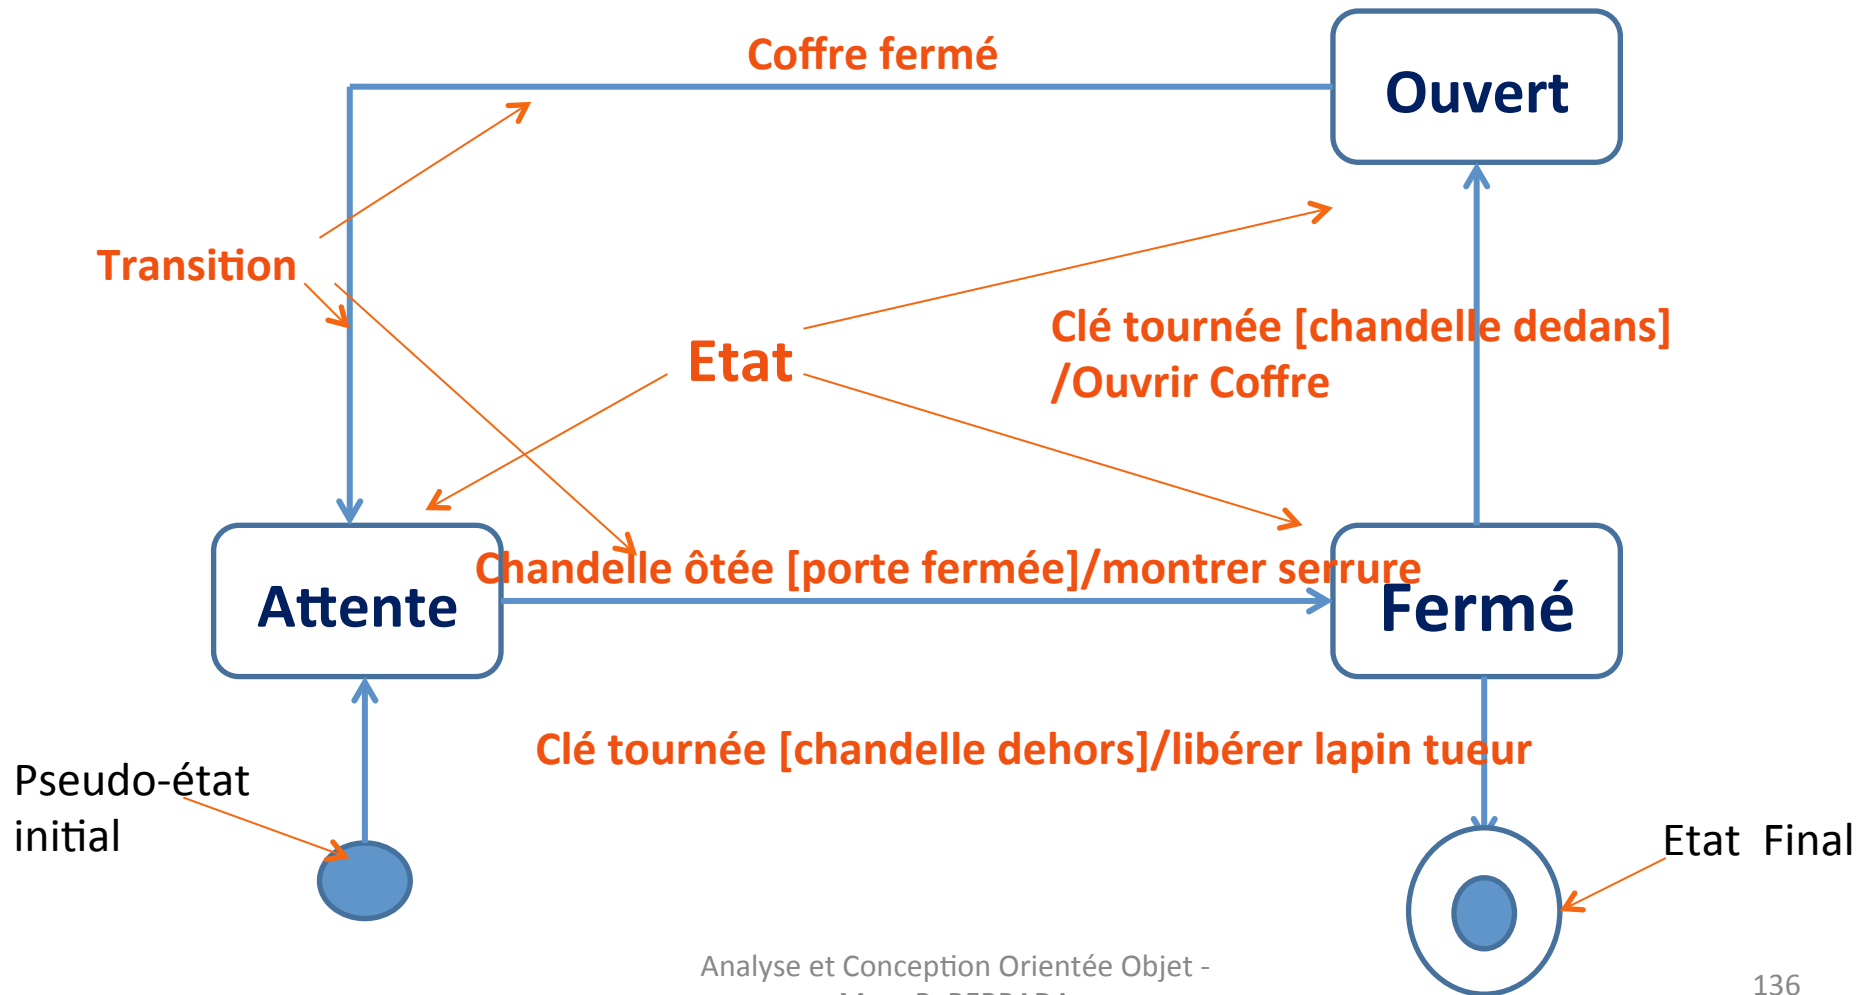 Coffre fermé
Ouvert
Transition
Clé tournée [chandelle dedans]
/Ouvrir Coffre
Etat
Chandelle ôtée [porte fermée]/montrer serrure
Attente
Fermé
Clé tournée [chandelle dehors]/libérer lapin tueur
Pseudo-état
initial
Etat Final
Analyse et Conception Orientée Objet -
136